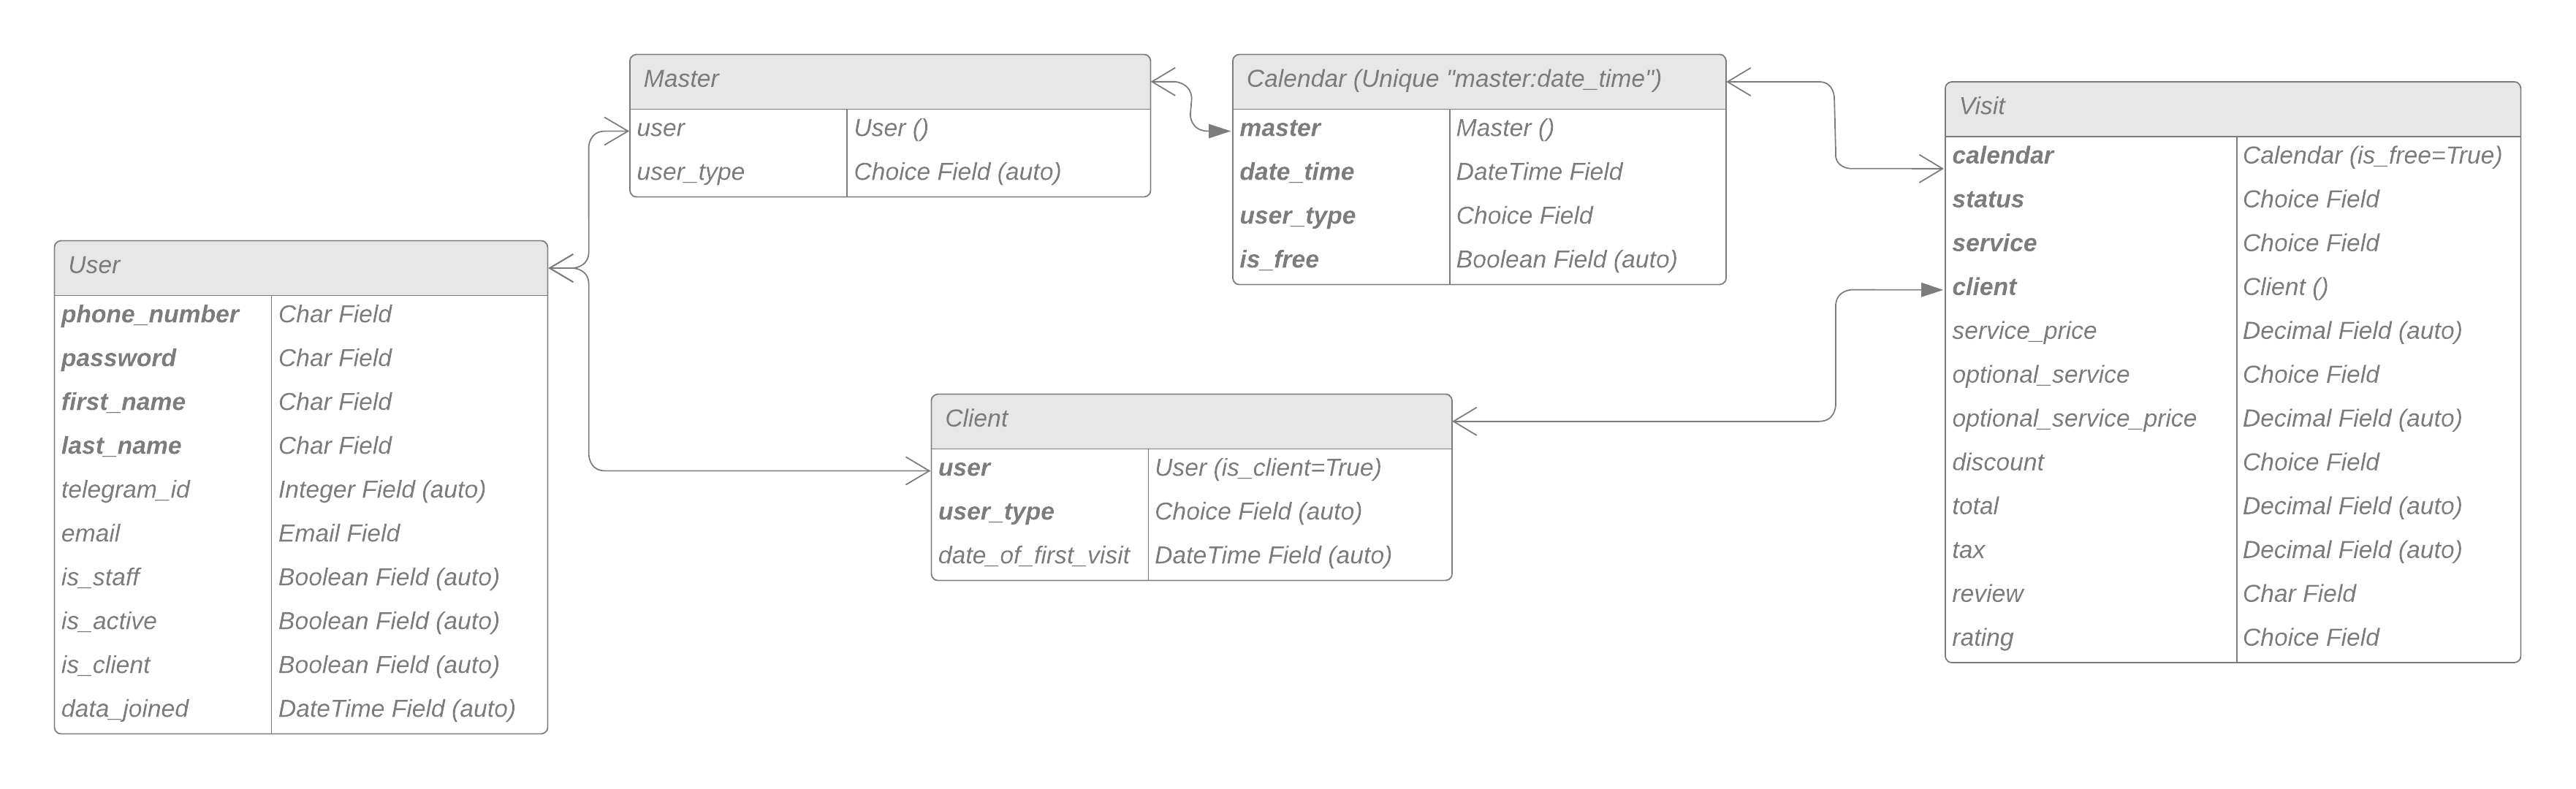 Master
user User ()
user_type Choice Field (auto)
Calendar (Unique "master:date_time")
master Master ()
date_time DateTime Field
user_type Choice Field
is_free Boolean Field (auto)
Visit
calendar Calendar (is_free=True)
status Choice Field
service Choice Field
client Client ()
service_price Decimal Field (auto)
optional_service Choice Field
optional_service_price Decimal Field (auto)
discount Choice Field
total Decimal Field (auto)
tax Decimal Field (auto)
review Char Field
rating Choice Field
User
phone_number Char Field
password Char Field
first_name Char Field
last_name Char Field
telegram_id Integer Field (auto)
email Email Field
is_staff Boolean Field (auto)
is_active Boolean Field (auto)
is_client Boolean Field (auto)
data_joined DateTime Field (auto)
Client
user User (is_client=True)
user_type Choice Field (auto)
date_of_first_visit DateTime Field (auto)